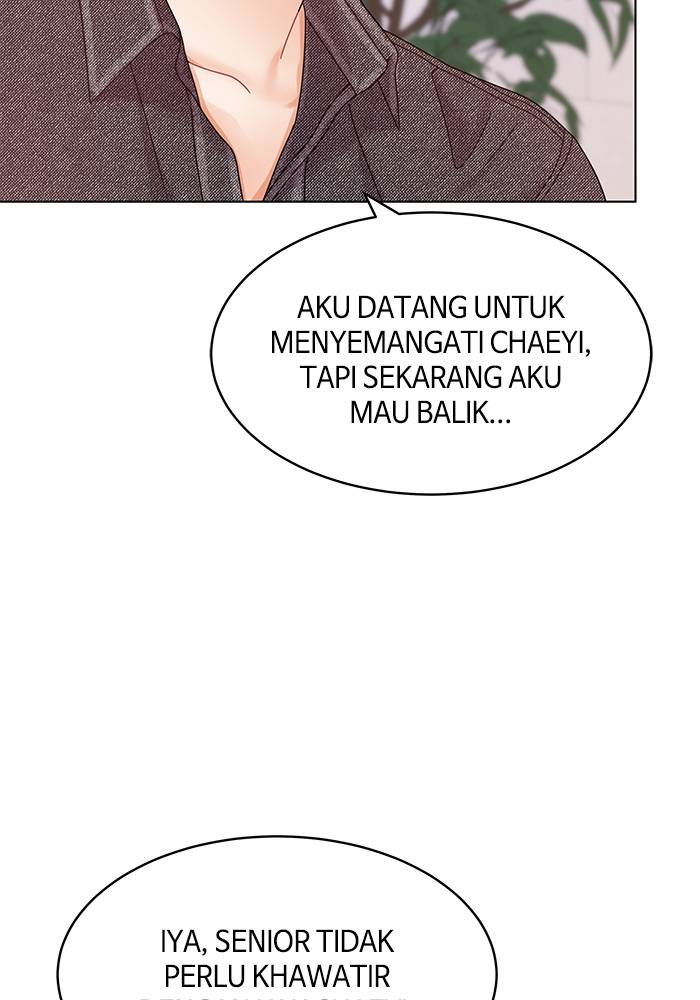 AKU DATANG UNTUK
MENYEMANGATI CHAEYI,
TAPI SEKARANG AKU
MAU BALIK...
IYA, SENIOR TIDAK
PERLU KHAWATIR